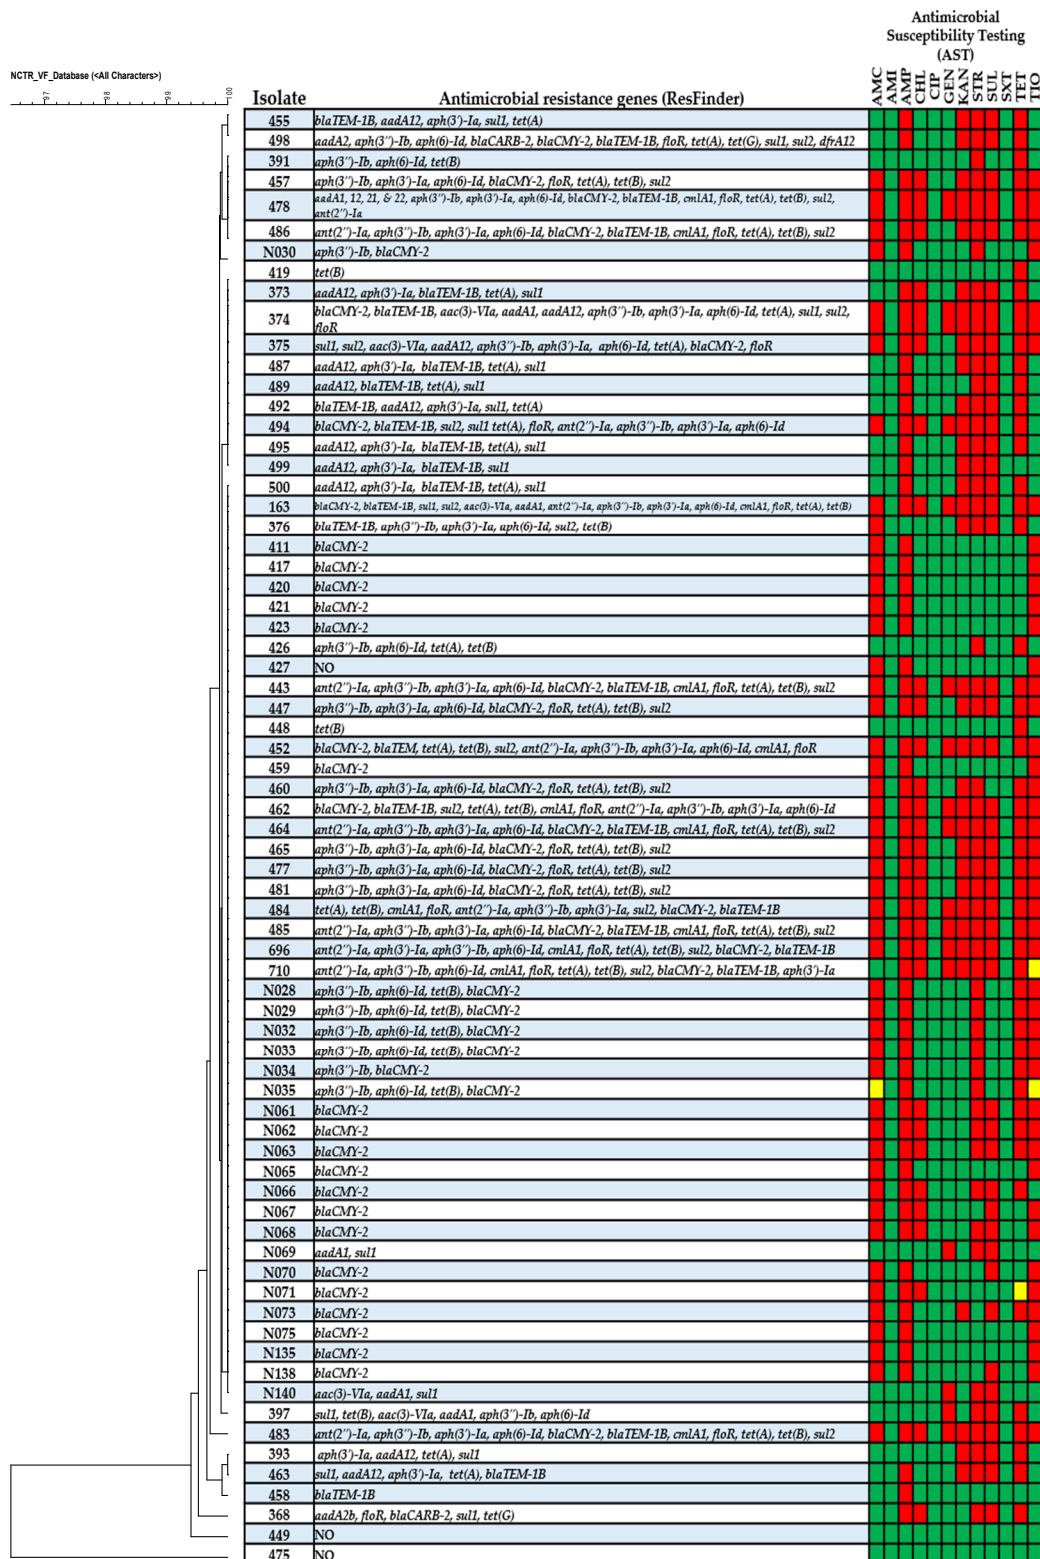 Antimicrobial
Susceptibility Testing
(AST)
NCTR_VF_Database (<All Characters>)
97 98 99 100
Isolate Antimicrobial resistance genes (ResFinder) AMC AMI AMP CHL CIP GEN KAN STR SUL SXT TET TIO
455 blaTEM-1B, aadA12, aph(3')-Ia, sul1, tet(A)
498 aadA2, aph(3'')-Ib, aph(6)-Id, blaCARB-2, blaCMY-2, blaTEM-1B, floR, tet(A), tet(G), sul1, sul2, dfrA12
391 aph(3'')-Ib, aph(6)-Id, tet(B)
457 aph(3'')-Ib, aph(3')-Ia, aph(6)-Id, blaCMY-2, floR, tet(A), tet(B), sul2
478 aadA1, 12, 21, & 22, aph(3'')-Ib, aph(3')-Ia, aph(6)-Id, blaCMY-2, blaTEM-1B, cmlA1, floR, tet(A), tet(B), sul2,
ant(2'')-Ia
486 ant(2'')-Ia, aph(3'')-Ib, aph(3')-Ia, aph(6)-Id, blaCMY-2, blaTEM-1B, cmlA1, floR, tet(A), tet(B), sul2
N030 aph(3'')-Ib, blaCMY-2
419 tet(B)
373 aadA12, aph(3')-Ia, blaTEM-1B, tet(A), sul1
374 blaCMY-2, blaTEM-1B, aac(3)-VIa, aadA1, aadA12, aph(3'')-Ib, aph(3')-Ia, aph(6)-Id, tet(A), sul1, sul2,
floR
375 sul1, sul2, aac(3)-VIa, aadA12, aph(3'')-Ib, aph(3')-Ia, aph(6)-Id, tet(A), blaCMY-2, floR
487 aadA12, aph(3')-Ia, blaTEM-1B, tet(A), sul1
489 aadA12, blaTEM-1B, tet(A), sul1
492 blaTEM-1B, aadA12, aph(3')-Ia, sul1, tet(A)
494 blaCMY-2, blaTEM-1B, sul2, sul1 tet(A), floR, ant(2'')-Ia, aph(3'')-Ib, aph(3')-Ia, aph(6)-Id
495 aadA12, aph(3')-Ia, blaTEM-1B, tet(A), sul1
499 aadA12, aph(3')-Ia, blaTEM-1B, sul1
500 aadA12, aph(3')-Ia, blaTEM-1B, tet(A), sul1
163 blaCMY-2, blaTEM-1B, sul1, sul2, aac(3)-VIa, aadA1, ant(2'')-Ia, aph(3'')-Ib, aph(3')-Ia, aph(6)-Id, cmlA1, floR, tet(A), tet(B)
376 blaTEM-1B, aph(3'')-Ib, aph(3')-Ia, aph(6)-Id, sul2, tet(B)
411 blaCMY-2
417 blaCMY-2
420 blaCMY-2
421 blaCMY-2
423 blaCMY-2
426 aph(3'')-Ib, aph(6)-Id, tet(A), tet(B)
427 NO
443 ant(2'')-Ia, aph(3'')-Ib, aph(3')-Ia, aph(6)-Id, blaCMY-2, blaTEM-1B, cmlA1, floR, tet(A), tet(B), sul2
447 aph(3'')-Ib, aph(3')-Ia, aph(6)-Id, blaCMY-2, floR, tet(A), tet(B), sul2
448 tet(B)
452 blaCMY-2, blaTEM, tet(A), tet(B), sul2, ant(2'')-Ia, aph(3'')-Ib, aph(3')-Ia, aph(6)-Id, cmlA1, floR
459 blaCMY-2
460 aph(3'')-Ib, aph(3')-Ia, aph(6)-Id, blaCMY-2, floR, tet(A), tet(B), sul2
462 blaCMY-2, blaTEM-1B, sul2, tet(A), tet(B), cmlA1, floR, ant(2'')-Ia, aph(3'')-Ib, aph(3')-Ia, aph(6)-Id
464 ant(2'')-Ia, aph(3'')-Ib, aph(3')-Ia, aph(6)-Id, blaCMY-2, blaTEM-1B, cmlA1, floR, tet(A), tet(B), sul2
465 aph(3'')-Ib, aph(3')-Ia, aph(6)-Id, blaCMY-2, floR, tet(A), tet(B), sul2
477 aph(3'')-Ib, aph(3')-Ia, aph(6)-Id, blaCMY-2, floR, tet(A), tet(B), sul2
481 aph(3'')-Ib, aph(3')-Ia, aph(6)-Id, blaCMY-2, floR, tet(A), tet(B), sul2
484 tet(A), tet(B), cmlA1, floR, ant(2'')-Ia, aph(3'')-Ib, aph(3')-Ia, sul2, blaCMY-2, blaTEM-1B
485 ant(2'')-Ia, aph(3'')-Ib, aph(3')-Ia, aph(6)-Id, blaCMY-2, blaTEM-1B, cmlA1, floR, tet(A), tet(B), sul2
696 ant(2'')-Ia, aph(3')-Ia, aph(3'')-Ib, aph(6)-Id, cmlA1, floR, tet(A), tet(B), sul2, blaCMY-2, blaTEM-1B
710 ant(2'')-Ia, aph(3'')-Ib, aph(6)-Id, cmlA1, floR, tet(A), tet(B), sul2, blaCMY-2, blaTEM-1B, aph(3')-Ia
N028 aph(3'')-Ib, aph(6)-Id, tet(B), blaCMY-2
N029 aph(3'')-Ib, aph(6)-Id, tet(B), blaCMY-2
N032 aph(3'')-Ib, aph(6)-Id, tet(B), blaCMY-2
N033 aph(3'')-Ib, aph(6)-Id, tet(B), blaCMY-2
N034 aph(3'')-Ib, blaCMY-2
N035 aph(3'')-Ib, aph(6)-Id, tet(B), blaCMY-2
N061 blaCMY-2
N062 blaCMY-2
N063 blaCMY-2
N065 blaCMY-2
N066 blaCMY-2
N067 blaCMY-2
N068 blaCMY-2
N069 aadA1, sul1
N070 blaCMY-2
N071 blaCMY-2
N073 blaCMY-2
N075 blaCMY-2
N135 blaCMY-2
N138 blaCMY-2
N140 aac(3)-VIa, aadA1, sul1
397 sul1, tet(B), aac(3)-VIa, aadA1, aph(3'')-Ib, aph(6)-Id
483 ant(2'')-Ia, aph(3'')-Ib, aph(3')-Ia, aph(6)-Id, blaCMY-2, blaTEM-1B, cmlA1, floR, tet(A), tet(B), sul2
393 aph(3')-Ia, aadA12, tet(A), sul1
463 sul1, aadA12, aph(3')-Ia, tet(A), blaTEM-1B
458 blaTEM-1B
368 aadA2b, floR, blaCARB-2, sul1, tet(G)
449 NO
475 NO